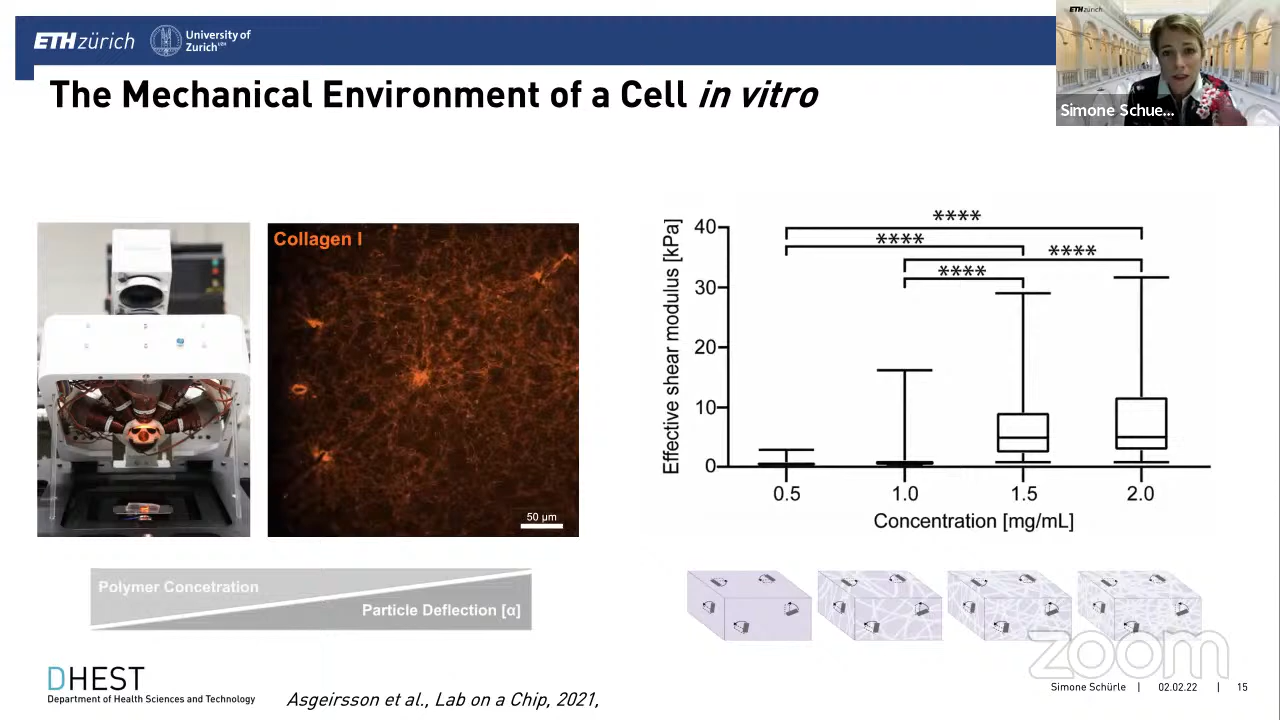 ETH zürich
University of
Zurich UZH
The Mechanical Environment of a Cell in vitro
ETH zürich
Simone Schue...
Collagen I
50 µm
Polymer Concetration
Particle Deflection [α]
Effective shear modulus [kPa]
40
30
20
10
0
****
****
****
****
0.5 1.0 1.5 2.0
Concentration [mg/mL]
zoom
DHEST
Department of Health Sciences and Technology
Asgeirsson et al., Lab on a Chip, 2021,
Simone Schürle | 02.02.22 | 15